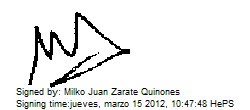 Signed by: Milko Juan Zarate Quinones
Signing time:jueves, marzo 15 2012, 10:47:48 HePS